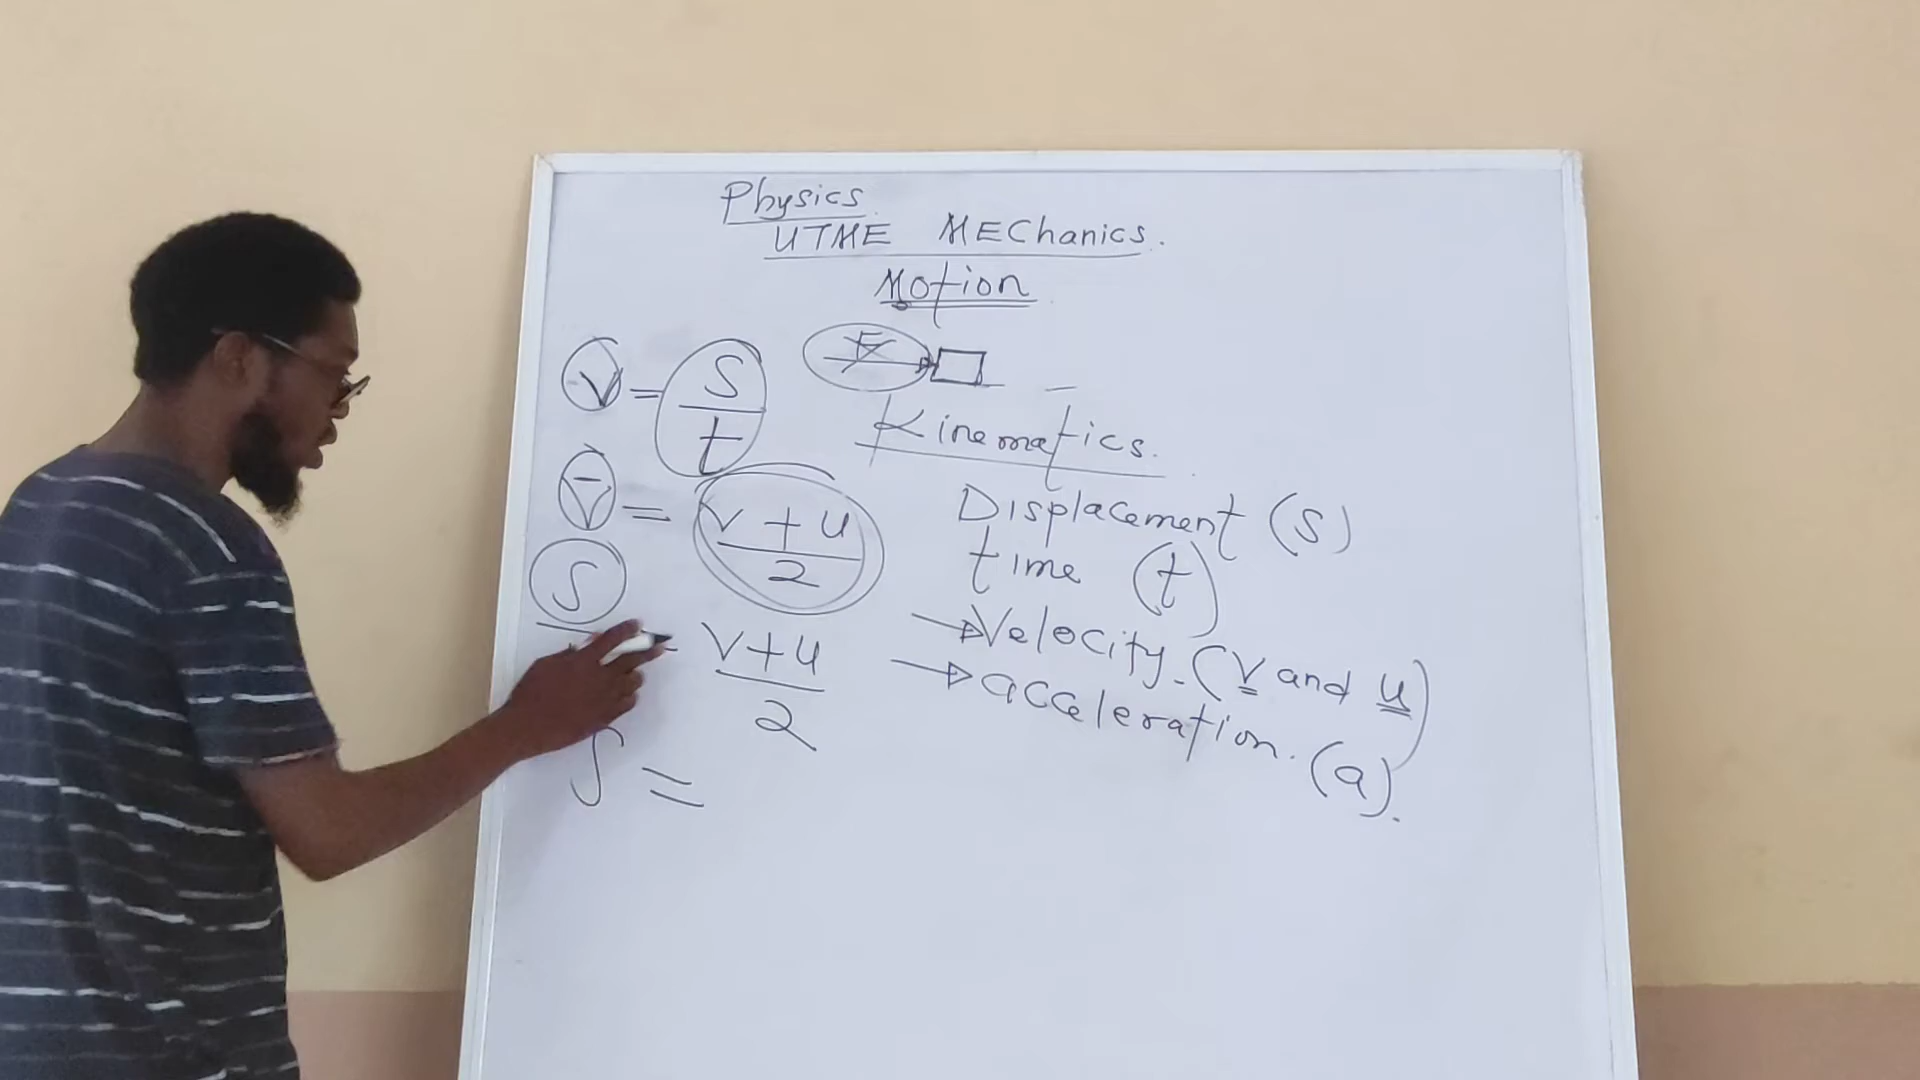 Physics.
UTME MEChanics.
Motion
F
Kinematics.
V = S/t
V̄ = V + U/2
S = V+U/2
S =
Displacement (S)
time (t)
→Velocity. (V and U)
→acceleration. (a).